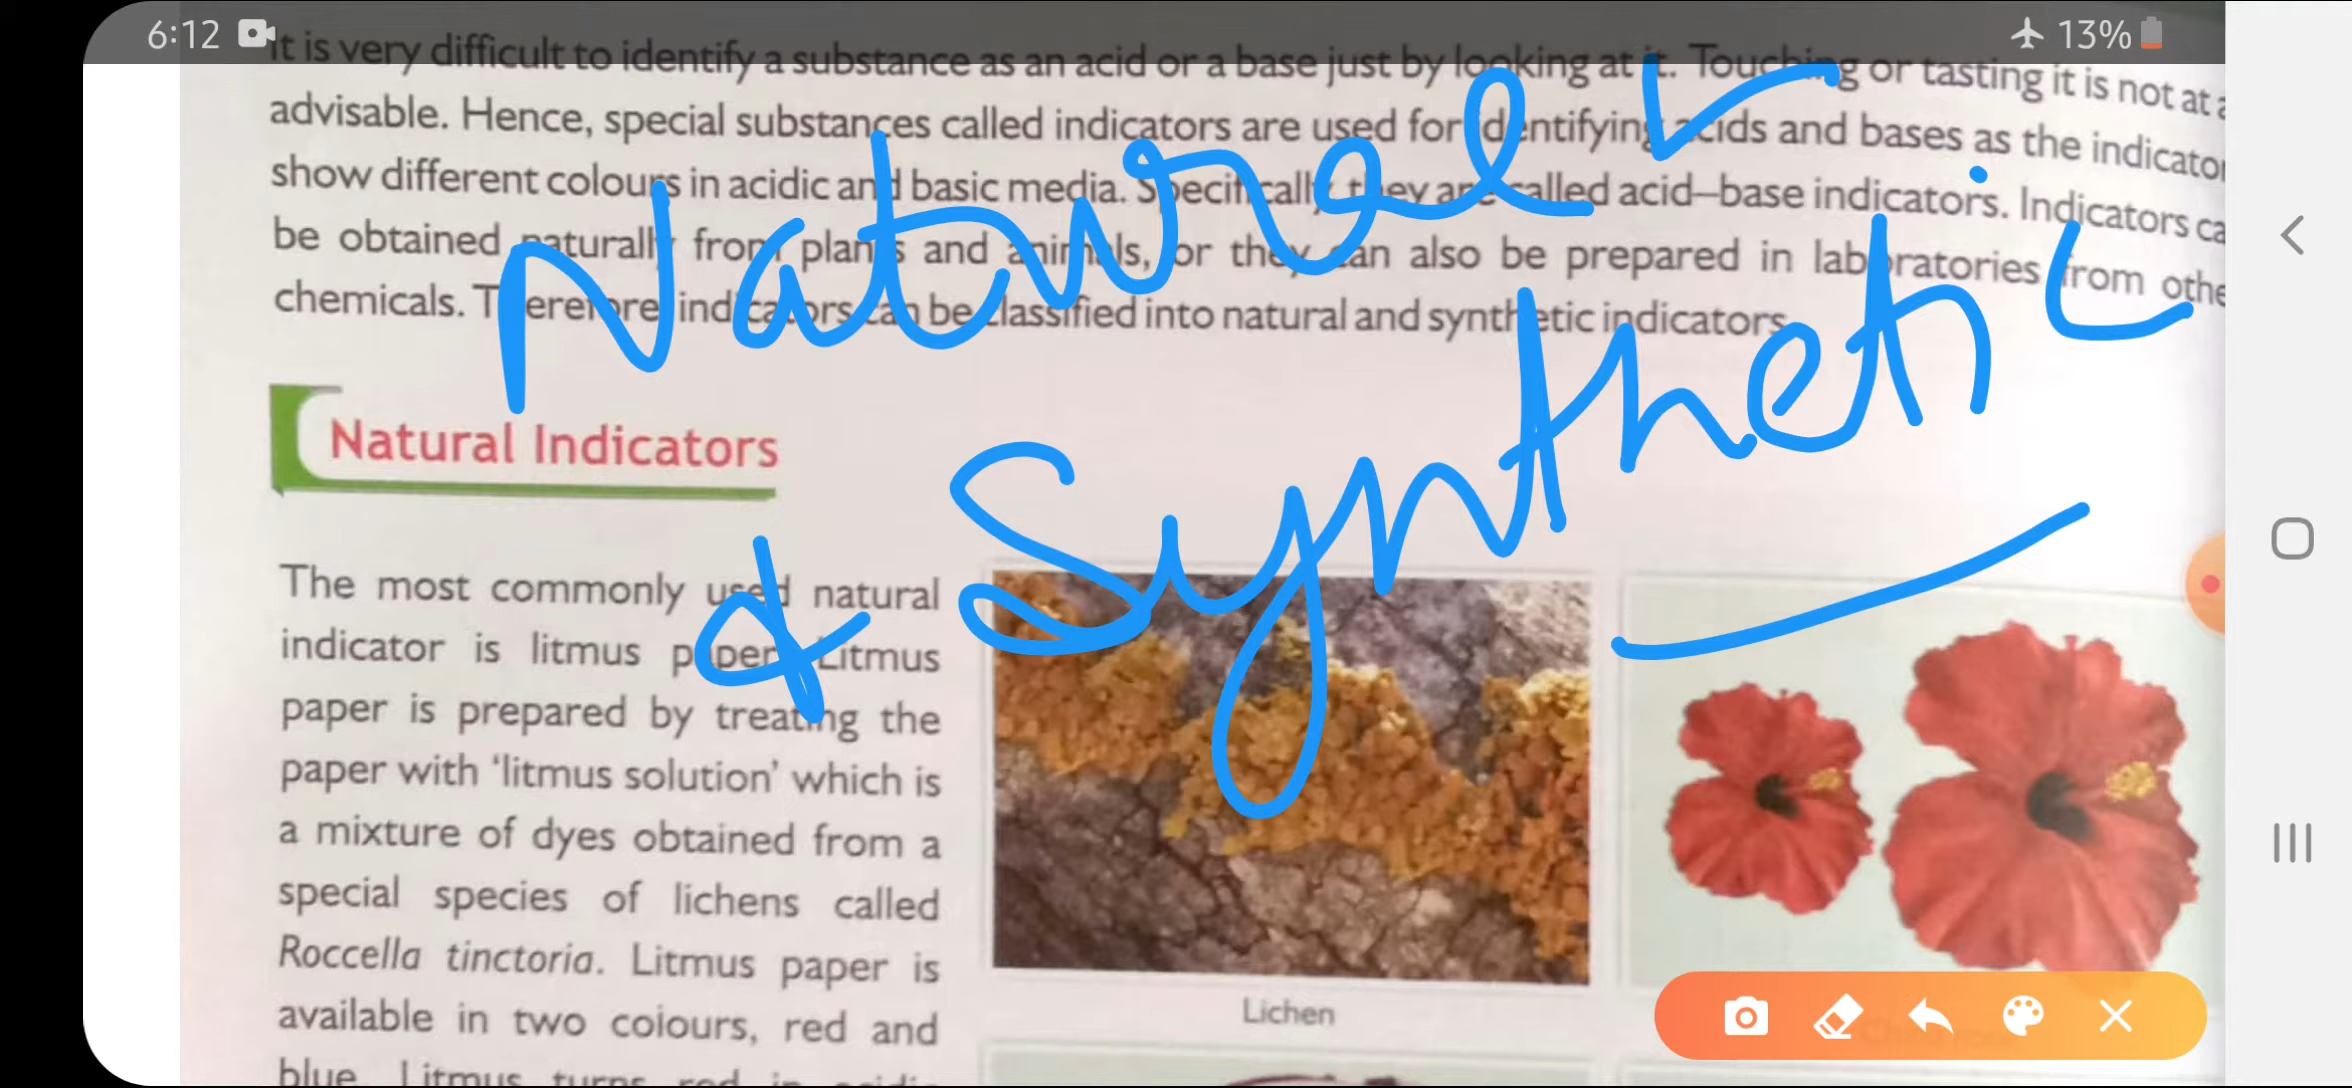 6:12 13%
It is very difficult to identify a substance as an acid or a base just by looking at it. Touching or tasting it is not at
advisable. Hence, special substances called indicators are used for identifying acids and bases as the indicator
show different colours in acidic and basic media. Specifically, they are called acid–base indicators. Indicators ca
be obtained naturally from plants and animals, or they can also be prepared in laboratories from othe
chemicals. Therefore, indicators can be classified into natural and synthetic indicators.
Natural
& Synthetic
Natural Indicators
The most commonly used natural
indicator is litmus paper. Litmus
paper is prepared by treating the
paper with ‘litmus solution’ which is
a mixture of dyes obtained from a
special species of lichens called
Roccella tinctoria. Litmus paper is
available in two colours, red and
blue. Litmus turns red in acidic
Lichen